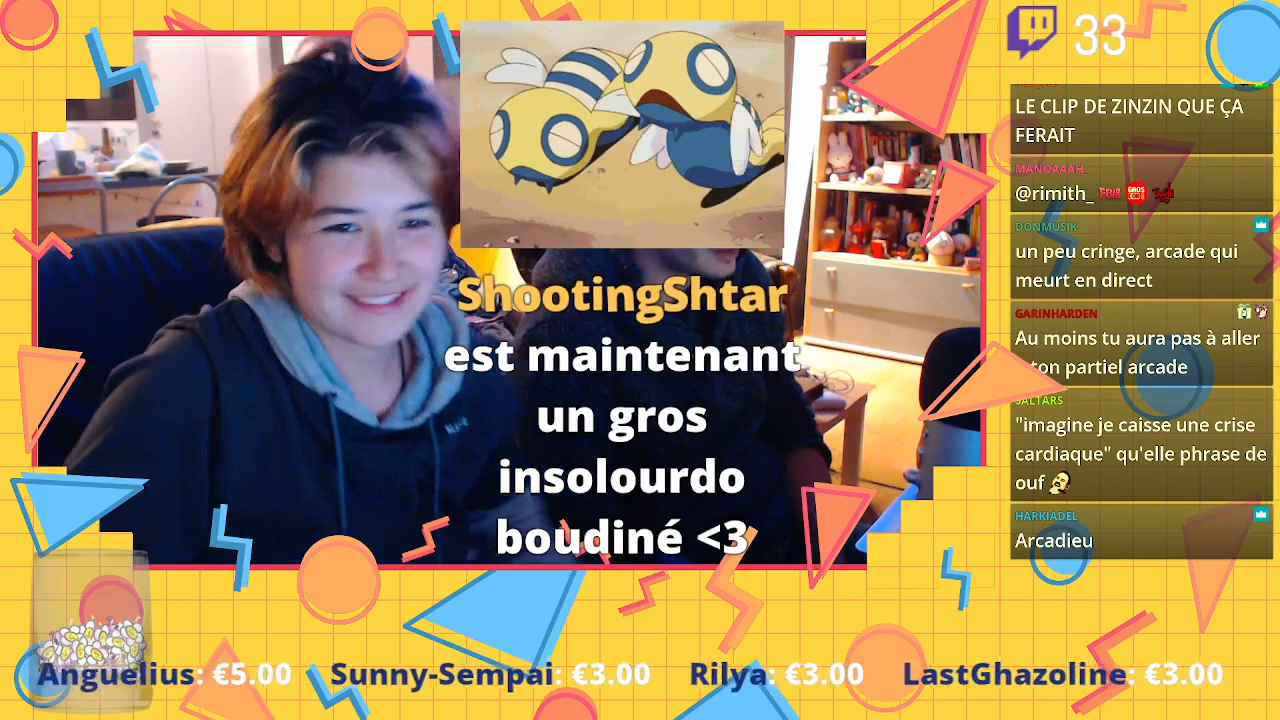 33
LE CLIP DE ZINZIN QUE ÇA
FERAIT
MANOAAAH_
@rimith_
GROS
DONMUSIK
un peu cringe, arcade qui
meurt en direct
GARINHARDEN
Au moins tu aura pas à aller
ton partiel arcade
SALTARS
"imagine je caisse une crise
cardiaque" qu'elle phrase de
ouf
HARKIADEL
Arcadieu
ShootingShtar
est maintenant
un gros
insolourdo
boudiné <3
Anguelius: €5.00 Sunny-Sempai: €3.00 Rilya: €3.00 LastGhazoline: €3.00